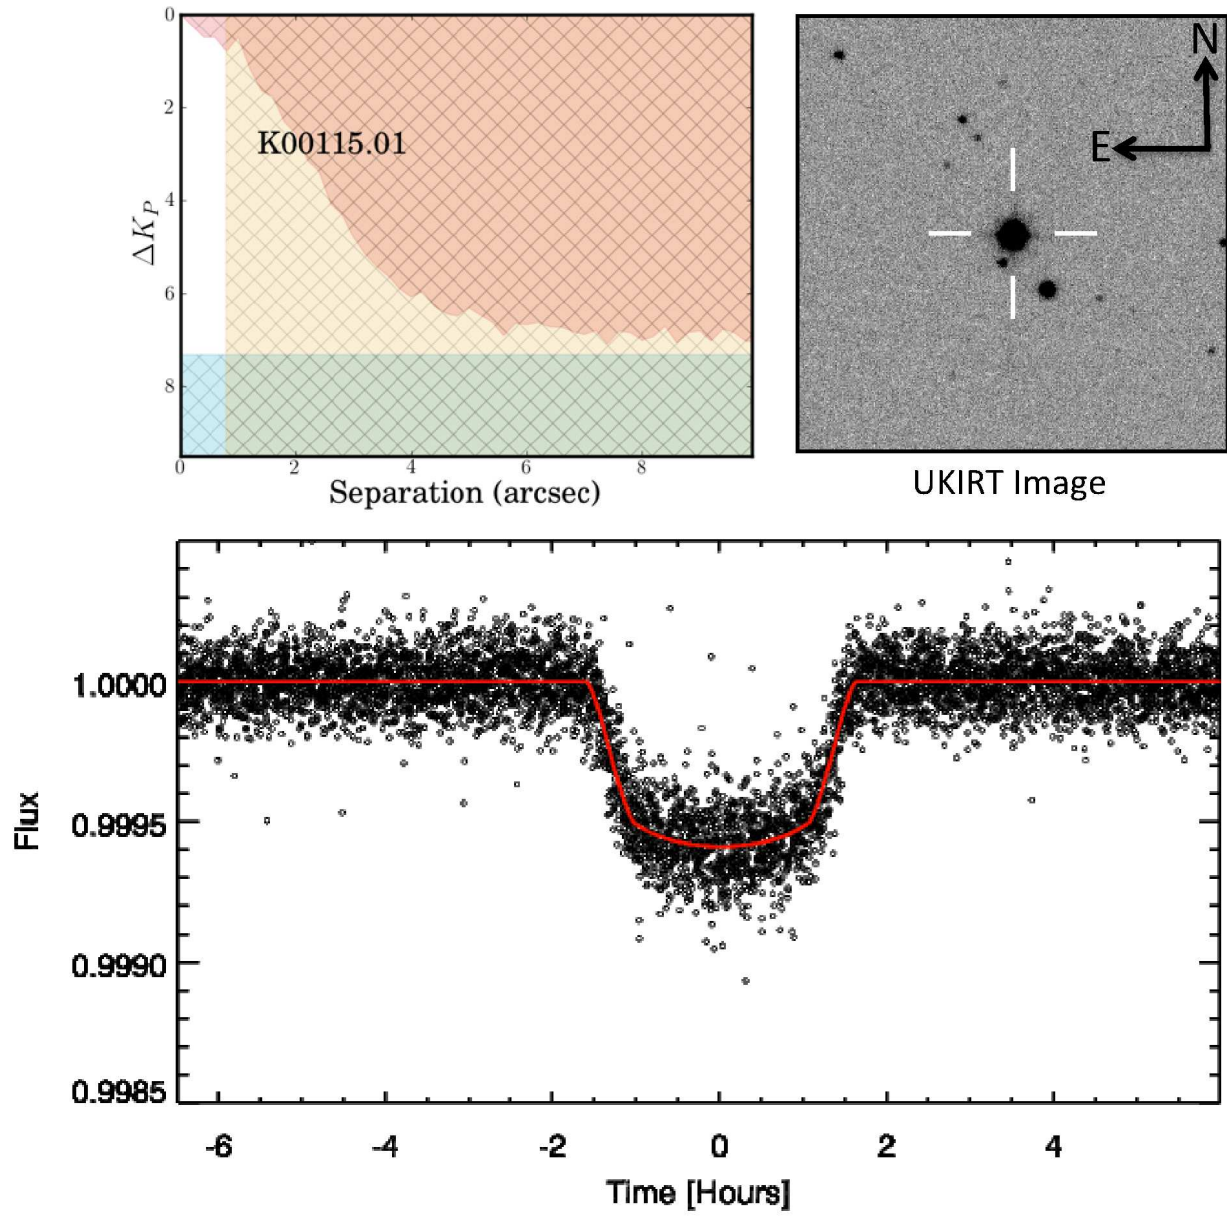 0
2
4
6
8
ΔK_P
K00115.01
0 2 4 6 8
Separation (arcsec)
N
E
UKIRT Image
1.0000
0.9995
0.9990
0.9985
Flux
-6 -4 -2 0 2 4
Time [Hours]